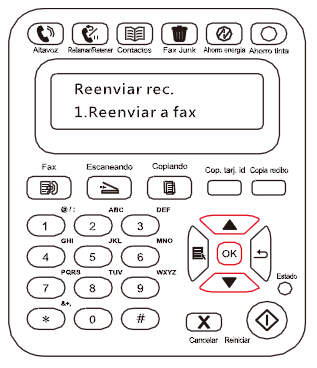 Altavoz Rellamar/Retener Contactos Fax Junk Ahorro energía Ahorro tinta
Reenviar rec.
1.Reenviar a fax
Fax Escaneando Copiando Cop. tarj. id Copia recibo
@/: ABC DEF
1 2 3
GHI JKL MNO
4 5 6 OK
PQRS TUV WXYZ
7 8 9 Estado
&+,
* 0 # X
Cancelar Reiniciar